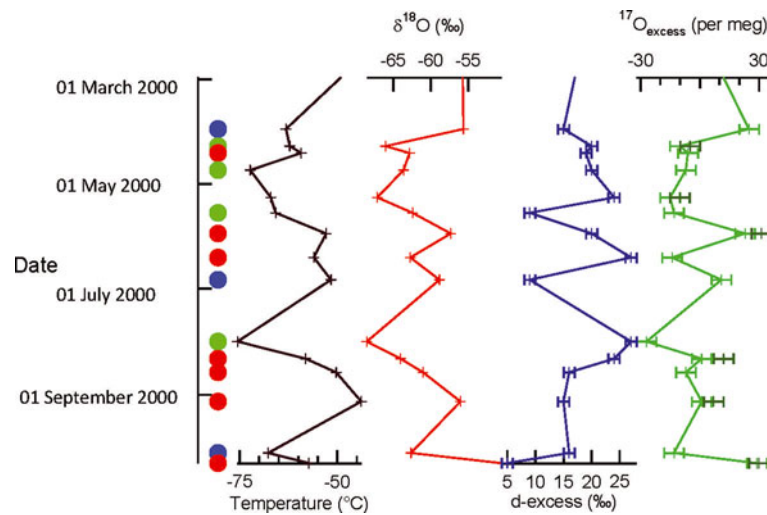 δ18O (‰)
17Oexcess (per meg)
-65 -60 -55
-30 30
01 March 2000
01 May 2000
Date
01 July 2000
01 September 2000
-75 -50
5 10 15 20 25
Temperature (°C)
d-excess (‰)